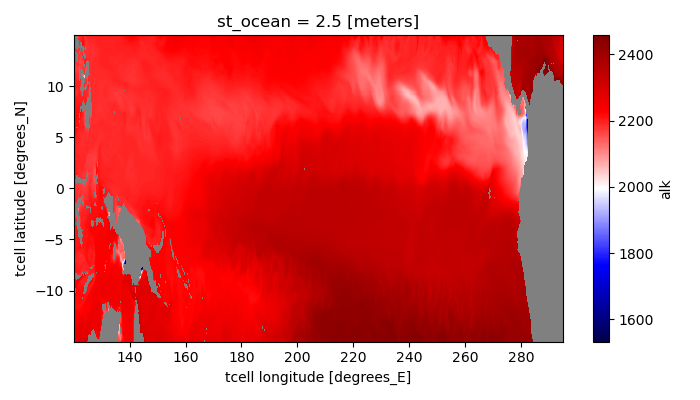 st_ocean = 2.5 [meters]
10
5
0
−5
−10
tcell latitude [degrees_N]
140 160 180 200 220 240 260 280
tcell longitude [degrees_E]
2400
2200
2000
1800
1600
alk